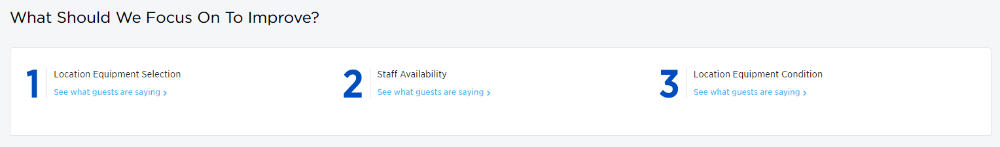 What Should We Focus On To Improve?
1
Location Equipment Selection
See what guests are saying >
2
Staff Availability
See what guests are saying >
3
Location Equipment Condition
See what guests are saying >